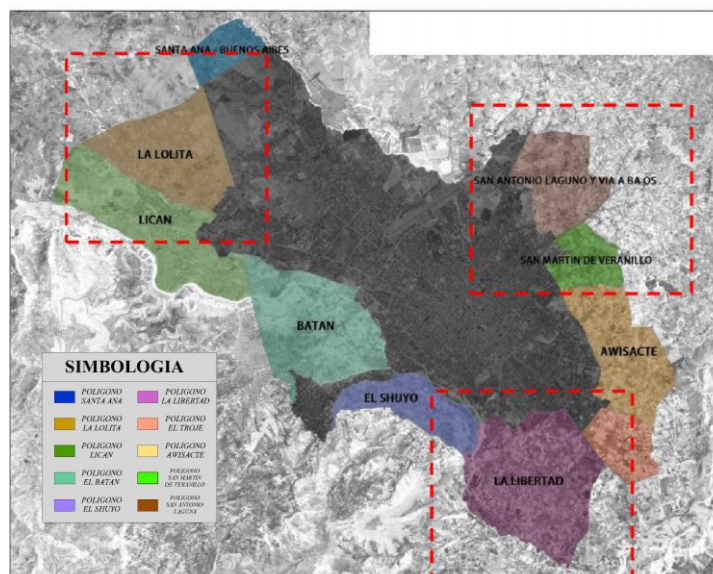 SANTA ANA - BUENOS AIRES
LA LOLITA
SAN ANTONIO LAGUNO Y VIA A BA OS
LICAN
SAN MARTIN DE VERANILLO
BATAN
AWISACTE
EL SHUYO
LA LIBERTAD
SIMBOLOGIA
POLIGONO
SANTA ANA
POLIGONO
LA LIBERTAD
POLIGONO
LA LOLITA
POLIGONO
EL TROJE
POLIGONO
LICAN
POLIGONO
AWISACTE
POLIGONO
EL BATAN
POLIGONO
SAN MARTIN
DE VERANILLO
POLIGONO
EL SHUYO
POLIGONO
SAN ANTONIO
LAGUNA